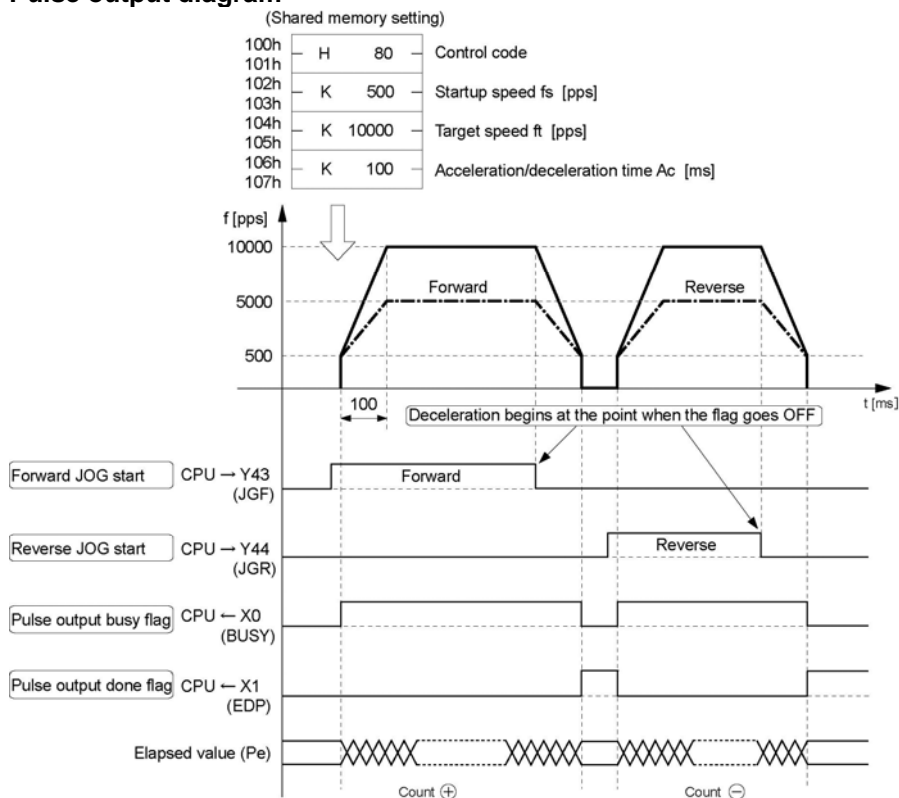 Pulse output diagram
(Shared memory setting)
100h
101h
H 80
Control code
102h
103h
K 500
Startup speed fs [pps]
104h
105h
K 10000
Target speed ft [pps]
106h
107h
K 100
Acceleration/deceleration time Ac [ms]
f [pps]
10000
5000
500
Forward
Reverse
t [ms]
100
Deceleration begins at the point when the flag goes OFF
Forward JOG start
CPU → Y43
(JGF)
Forward
Reverse JOG start
CPU → Y44
(JGR)
Reverse
Pulse output busy flag
CPU ← X0
(BUSY)
Pulse output done flag
CPU ← X1
(EDP)
Elapsed value (Pe)
Count ⊕
Count ⊖